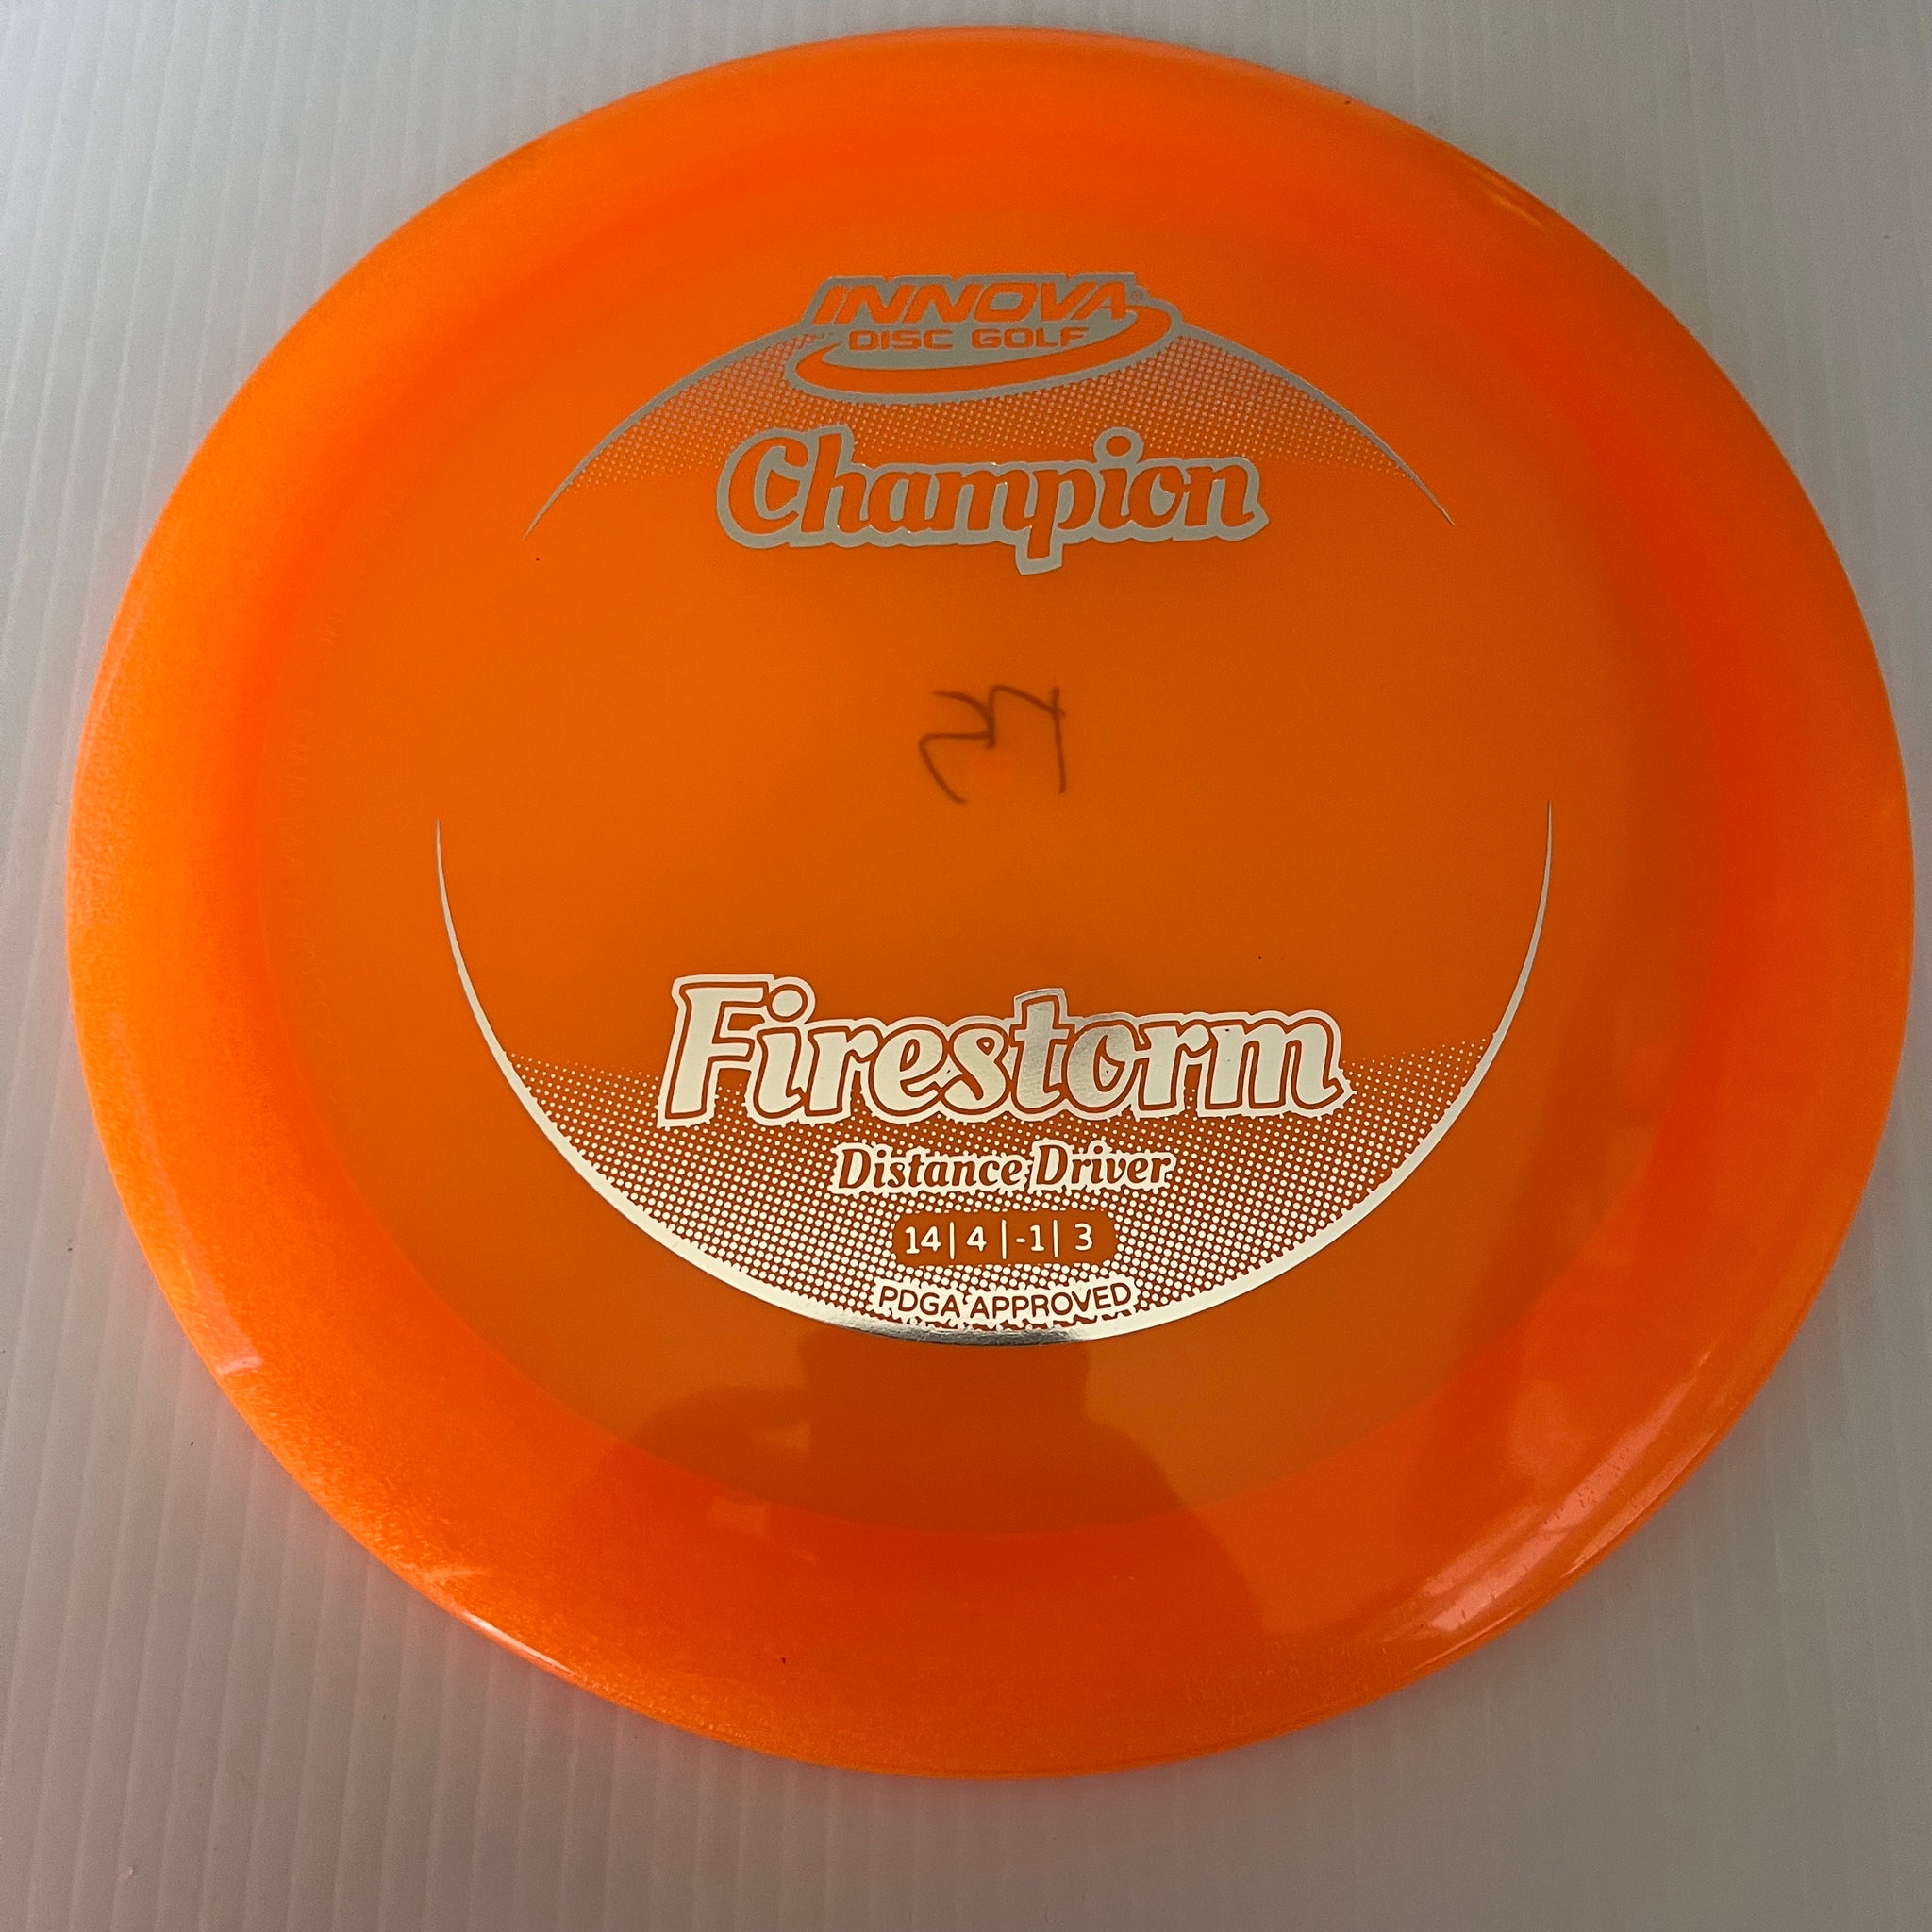 INNOVA®
DISC GOLF
Champion
Firestorm
Distance Driver
14 | 4 | -1 | 3
PDGA APPROVED